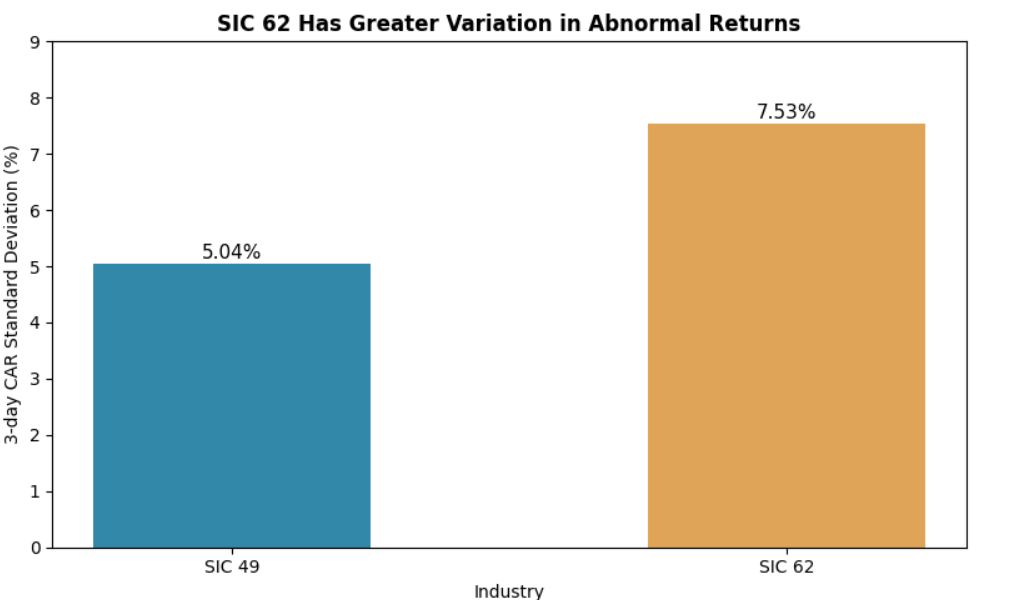 SIC 62 Has Greater Variation in Abnormal Returns
3-day CAR Standard Deviation (%)
9
8
7
6
5
4
3
2
1
0
5.04%
7.53%
SIC 49
SIC 62
Industry